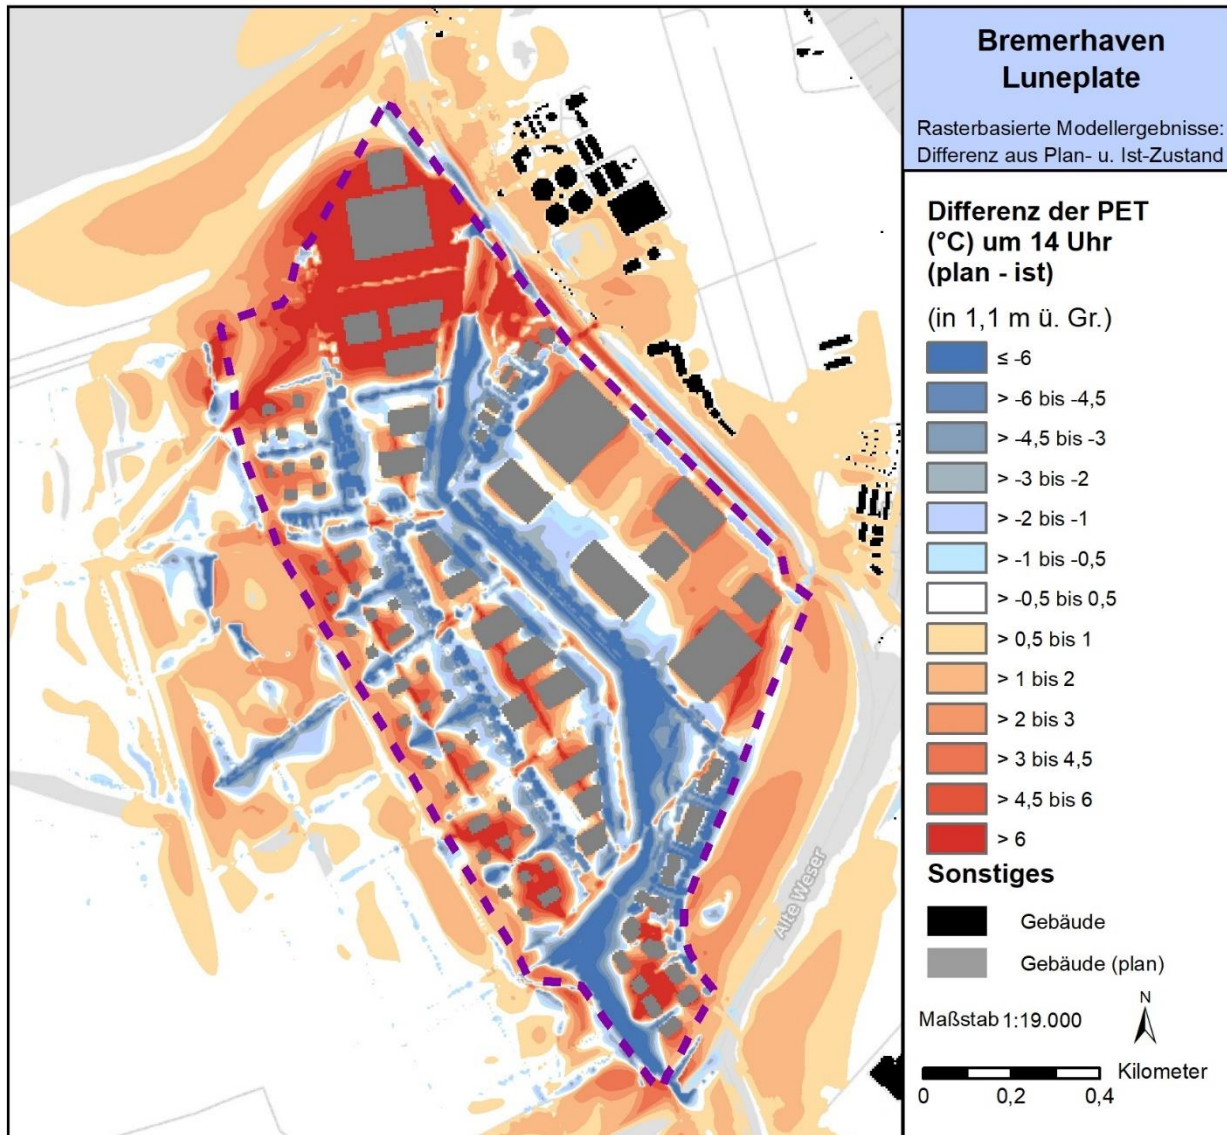 Bremerhaven
Luneplate
Rasterbasierte Modellergebnisse:
Differenz aus Plan- u. Ist-Zustand
Differenz der PET
(°C) um 14 Uhr
(plan - ist)
(in 1,1 m ü. Gr.)
≤ -6
> -6 bis -4,5
> -4,5 bis -3
> -3 bis -2
> -2 bis -1
> -1 bis -0,5
> -0,5 bis 0,5
> 0,5 bis 1
> 1 bis 2
> 2 bis 3
> 3 bis 4,5
> 4,5 bis 6
> 6
Sonstiges
Gebäude
Gebäude (plan)
Maßstab 1:19.000
N
Kilometer
0 0,2 0,4
Alte Weser